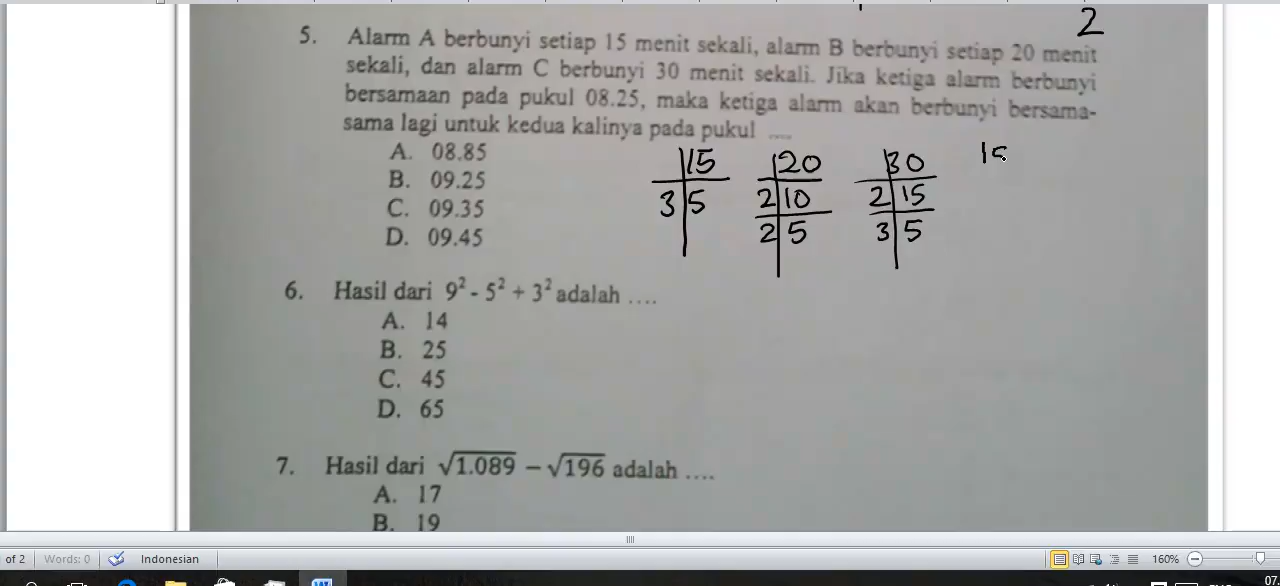 2
5. Alarm A berbunyi setiap 15 menit sekali, alarm B berbunyi setiap 20 menit
sekali, dan alarm C berbunyi 30 menit sekali. Jika ketiga alarm berbunyi
bersamaan pada pukul 08.25, maka ketiga alarm akan berbunyi bersama-
sama lagi untuk kedua kalinya pada pukul ....
A. 08.85
B. 09.25
C. 09.35
D. 09.45
15 20 30 15
3 5 2 10 2 15
2 5 3 5
6. Hasil dari 9² - 5² + 3² adalah ....
A. 14
B. 25
C. 45
D. 65
7. Hasil dari √1.089 − √196 adalah ....
A. 17
B. 19
of 2 Words: 0 Indonesian 160%
07.